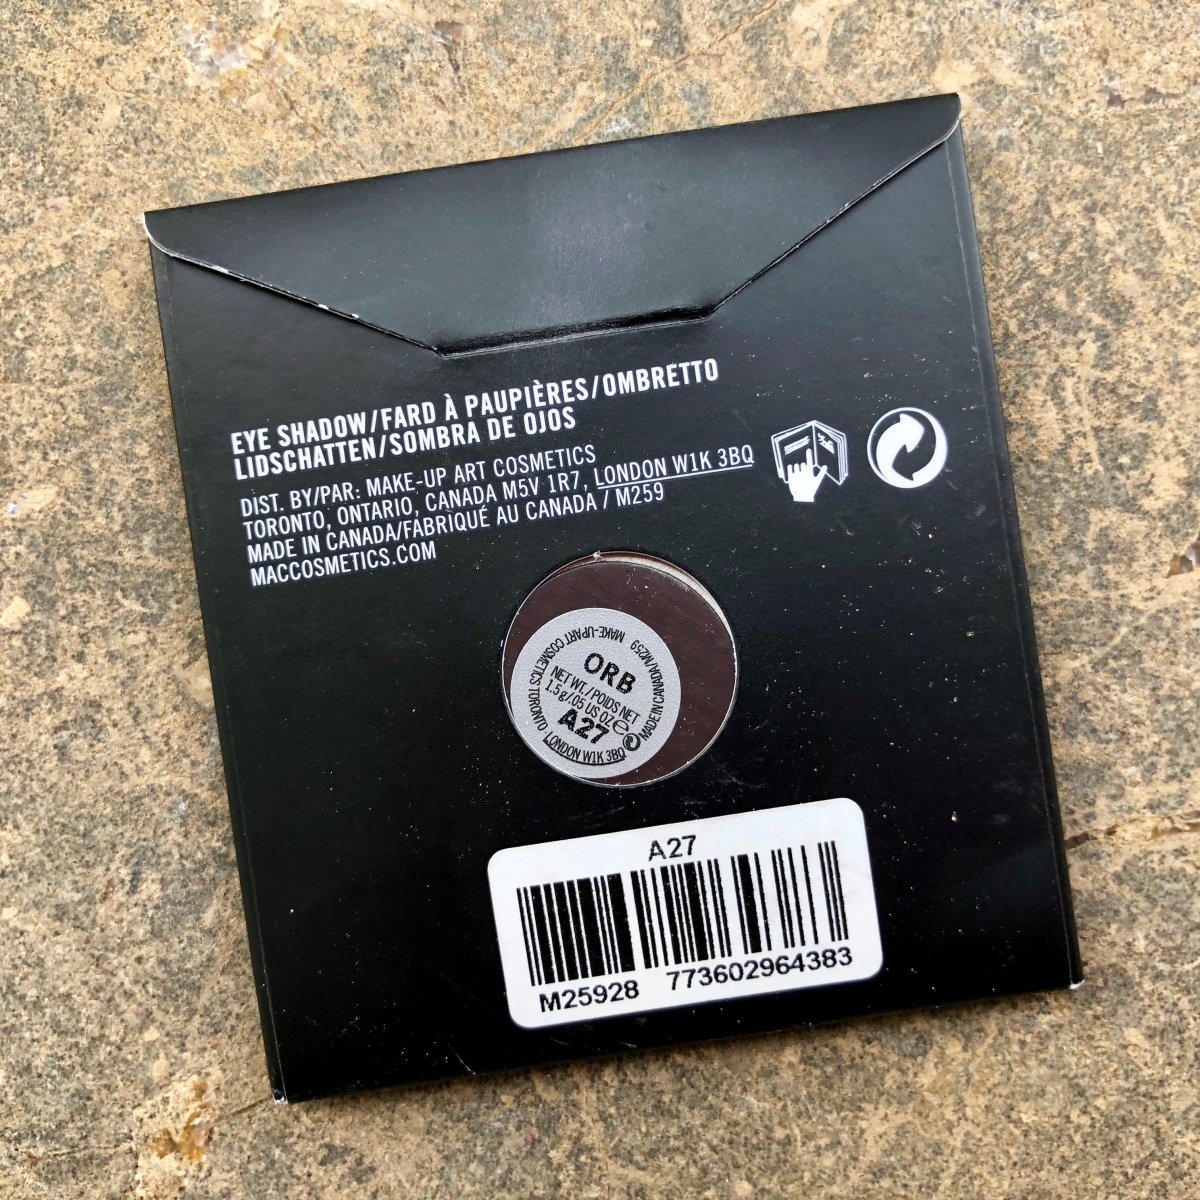 EYE SHADOW/FARD À PAUPIÈRES/OMBRETTO
LIDSCHATTEN/SOMBRA DE OJOS
DIST. BY/PAR: MAKE-UP ART COSMETICS
TORONTO, ONTARIO, CANADA M5V 1R7, LONDON W1K 3BQ
MADE IN CANADA/FABRIQUÉ AU CANADA / M259
MACCOSMETICS.COM
MAKE-UP ART COSMETICS TORONTO · LONDON W1K 3BQ
MADE IN CANADA/M259
ORB
NET WT./POIDS NET
1.5 g/.05 US OZ ℮
A27
A27
M25928 773602964383